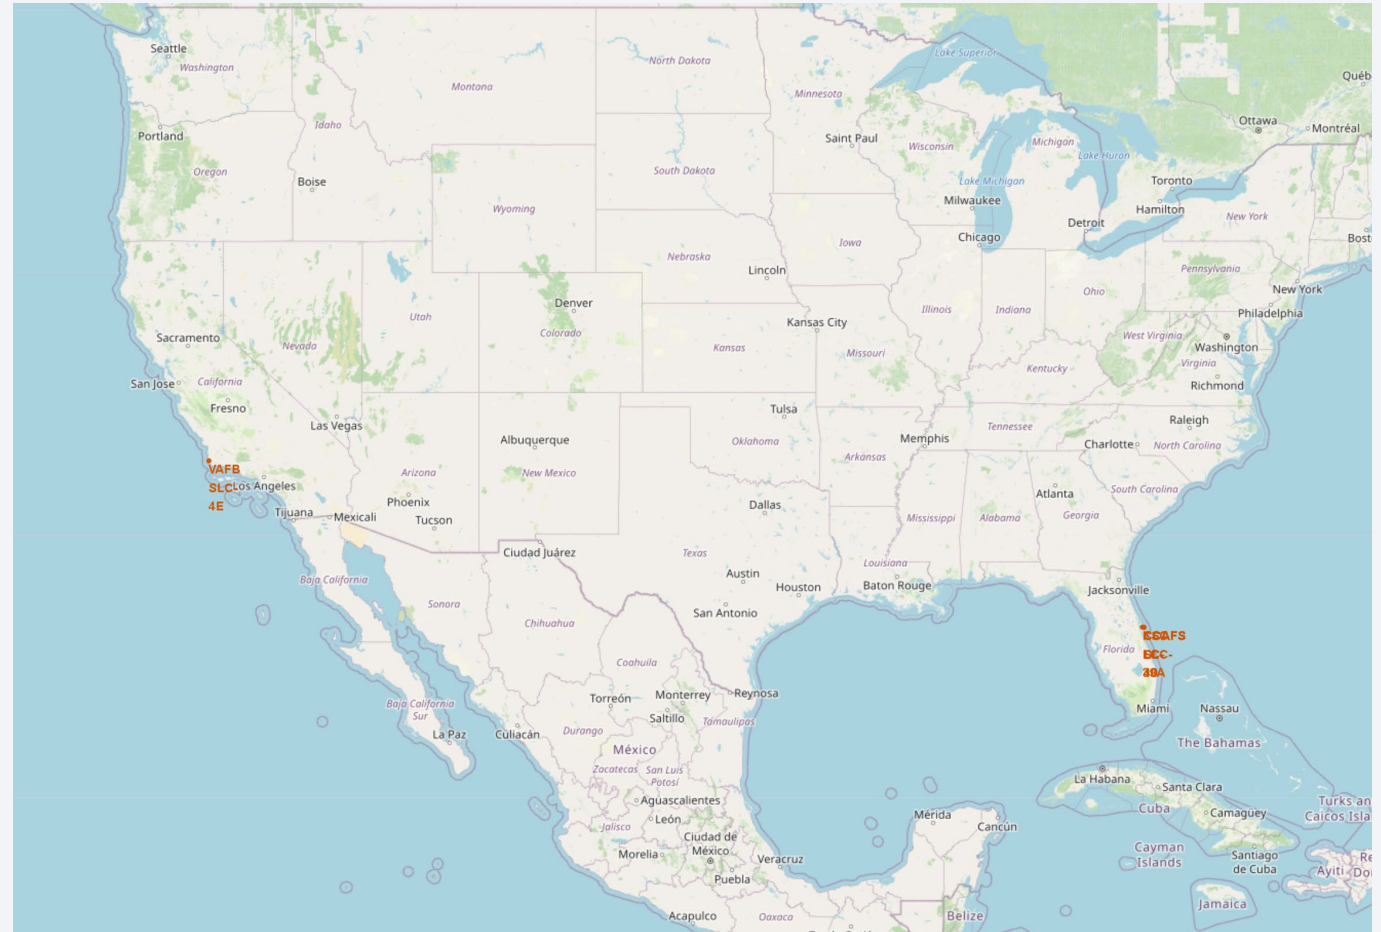 Seattle
Washington
Portland
Oregon
Idaho
Boise
Montana
Wyoming
North Dakota
South Dakota
Nebraska
Lincoln
Minnesota
Saint Paul
Wisconsin
Lake Superior
Michigan
Lake Huron
Lake Michigan
Milwaukee
Chicago
Detroit
Toronto
Hamilton
Ottawa
Montréal
Québ
New York
Bost
Pennsylvania
New York
Philadelphia
Washington
Iowa
Illinois
Indiana
Ohio
West Virginia
Virginia
Richmond
Kentucky
Sacramento
Nevada
Utah
Denver
Colorado
Kansas City
Kansas
Missouri
San Jose
California
Fresno
Las Vegas
Arizona
Phoenix
Tucson
Albuquerque
New Mexico
Tulsa
Oklahoma
Arkansas
Memphis
Tennessee
Charlotte
Raleigh
North Carolina
South Carolina
Atlanta
Georgia
Alabama
Mississippi
Dallas
Texas
Austin
Houston
San Antonio
Louisiana
Baton Rouge
Jacksonville
Florida
Miami
VAFB
SLC-
4E
Los Angeles
Tijuana
Mexicali
Ciudad Juárez
Baja California
Sonora
Chihuahua
Coahuila
Torreón
Monterrey
Saltillo
Reynosa
Tamaulipas
Baja California
Sur
La Paz
Culiacán
Durango
México
Zacatecas
San Luis
Potosí
Aguascalientes
León
Jalisco
Ciudad de
México
Morelia
Puebla
Veracruz
Acapulco
Oaxaca
Mérida
Cancún
Belize
Nassau
The Bahamas
La Habana
Santa Clara
Cuba
Camagüey
Santiago
de Cuba
Cayman
Islands
Jamaica
Turks an
Caicos Isla
Ayiti
Re
Do